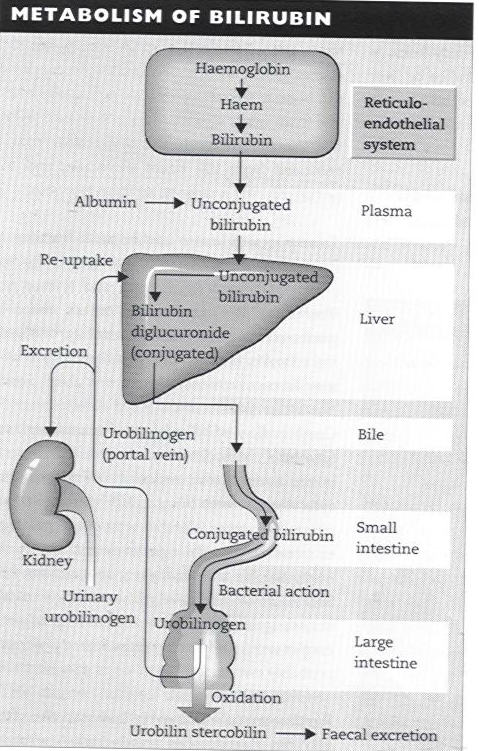 METABOLISM OF BILIRUBIN
Haemoglobin
Haem
Bilirubin
Reticulo-
endothelial
system
Albumin
Unconjugated
bilirubin
Plasma
Re-uptake
Unconjugated
bilirubin
Bilirubin
diglucuronide
(conjugated)
Liver
Excretion
Urobilinogen
(portal vein)
Bile
Conjugated bilirubin
Small
intestine
Kidney
Bacterial action
Urinary
urobilinogen
Urobilinogen
Large
intestine
Oxidation
Urobilin stercobilin
Faecal excretion